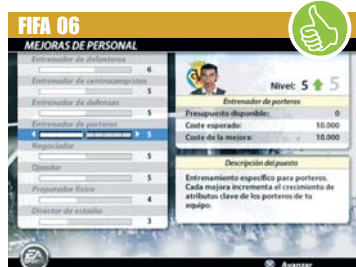 FIFA 06
MEJORAS DE PERSONAL
Entrenador de delanteros
6
Entrenador de centrocampistas
5
Entrenador de defensas
5
Entrenador de porteros
5
Negociador
5
Ojeador
5
Preparador físico
4
Director de estadio
3
Nivel: 5 5
Entrenador de porteros
Presupuesto disponible: 0
Coste esperado: 10.000
Coste de la mejora: 10.000
Descripción del puesto
Entrenamiento específico para porteros.
Cada mejora incrementa el crecimiento de
atributos clave de los porteros de tu
equipo.
EA
Avanzar